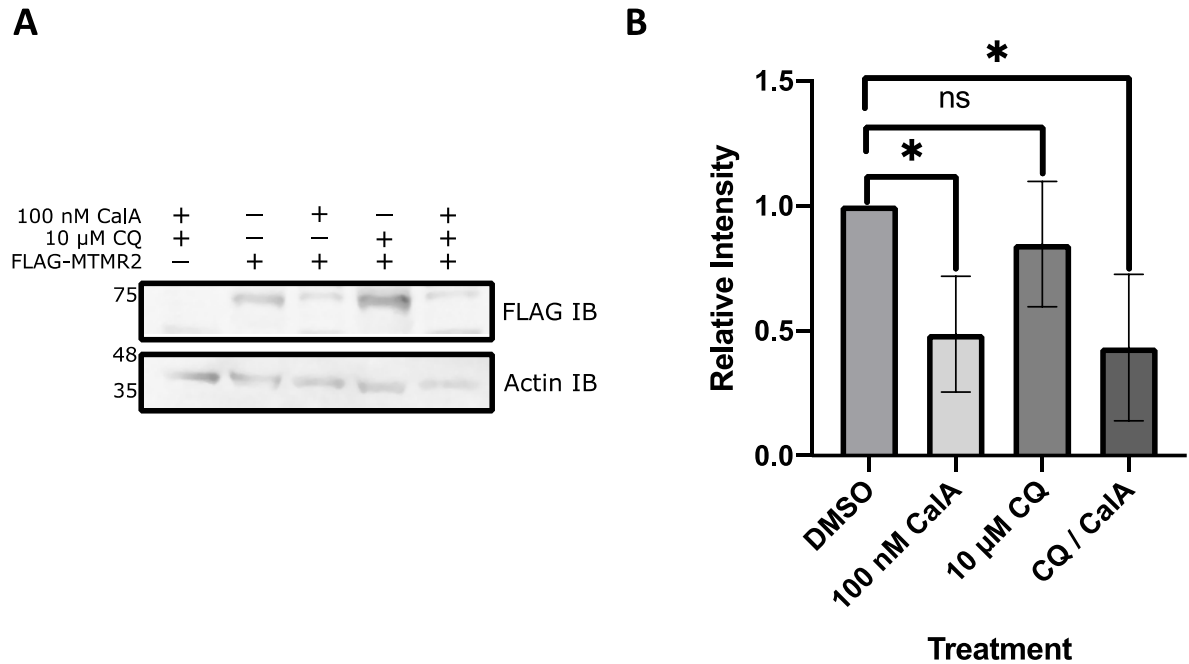 A
100 nM CalA + − + − +
10 µM CQ + − − + +
FLAG-MTMR2 − + + + +
75
FLAG IB
48
35
Actin IB
B
*
ns
*
1.5
1.0
0.5
0.0
Relative Intensity
DMSO
100 nM CalA
10 µM CQ
CQ / CalA
Treatment